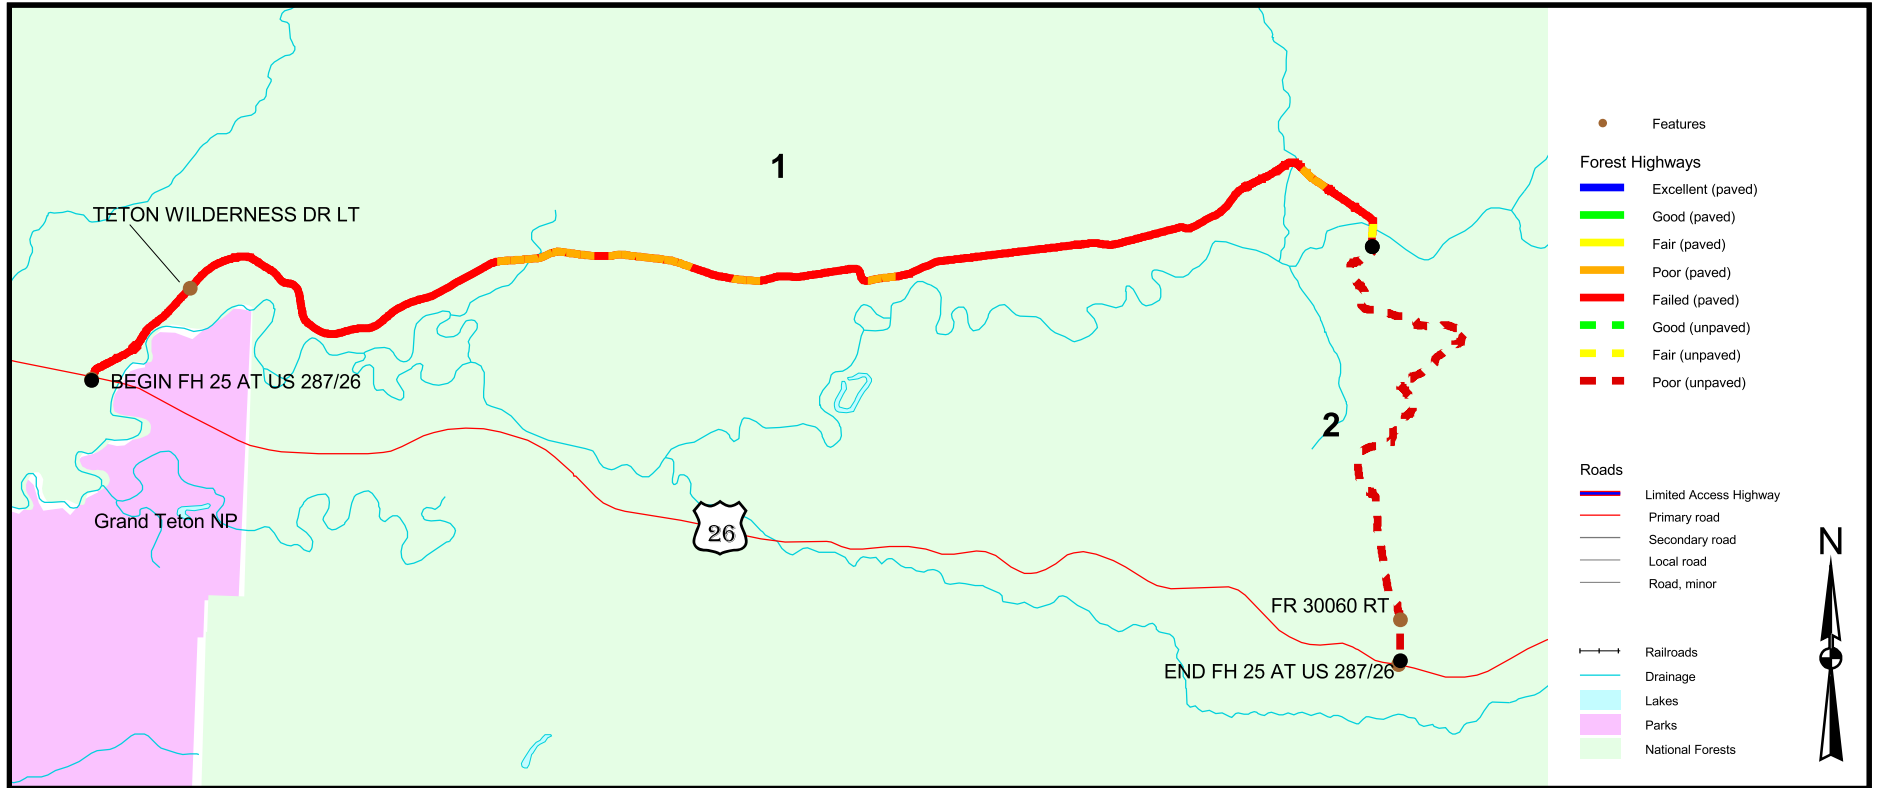 1
TETON WILDERNESS DR LT
BEGIN FH 25 AT US 287/26
2
Grand Teton NP
26
FR 30060 RT
END FH 25 AT US 287/26
Features
Forest Highways
Excellent (paved)
Good (paved)
Fair (paved)
Poor (paved)
Failed (paved)
Good (unpaved)
Fair (unpaved)
Poor (unpaved)
Roads
Limited Access Highway
Primary road
Secondary road
Local road
Road, minor
N
Railroads
Drainage
Lakes
Parks
National Forests